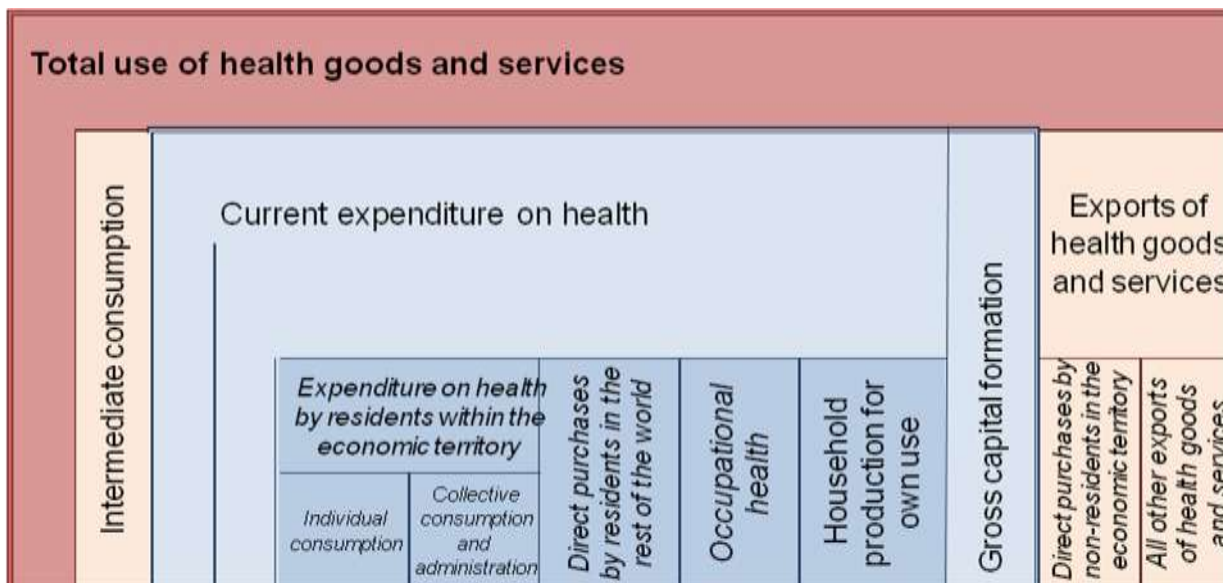 Total use of health goods and services
Intermediate consumption
Current expenditure on health
Expenditure on health
by residents within the
economic territory
Individual
consumption
Collective
consumption
and
administration
Direct purchases
by residents in the
rest of the world
Occupational
health
Household
production for
own use
Gross capital formation
Exports of
health goods
and services
Direct purchases by
non-residents in the
economic territory
All other exports
of health goods
and services